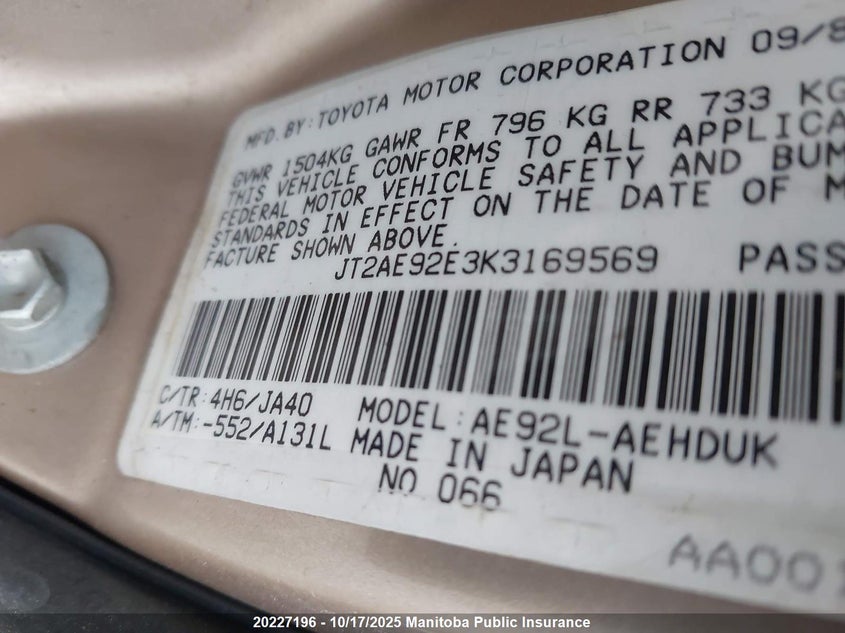 MFD. BY: TOYOTA MOTOR CORPORATION 09/8
GVWR 1504KG GAWR FR 796 KG RR 733 KG
THIS VEHICLE CONFORMS TO ALL APPLICA
FEDERAL MOTOR VEHICLE SAFETY AND BUM
STANDARDS IN EFFECT ON THE DATE OF M
FACTURE SHOWN ABOVE.
JT2AE92E3K3169569 PASS
C/TR: 4H6/JA40 MODEL: AE92L-AEHDUK
A/TM: -552/A131L MADE IN JAPAN
NO 066
AA001
20227196 - 10/17/2025 Manitoba Public Insurance